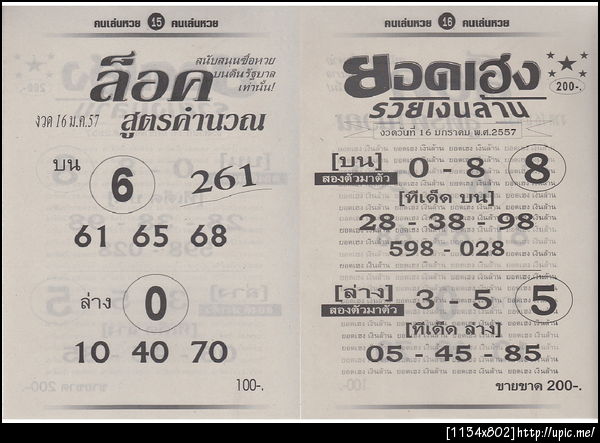 คนเล่นหวย 15 คนเล่นหวย
ล็อค
สนับสนนซื้อหวย
บนดินรัฐบาล
เท่านั้น!
งวด 16 ม.ค.57
สูตรคำนวณ
บน 6 261
61 65 68
ล่าง 0
10 40 70
100-.
คนเล่นหวย 16 คนเล่นหวย
ยอดเฮง
200-.
รวยเงินล้าน
งวดวันที่ 16 มกราคม พ.ศ.2557
[บน] 0 - 8 8
สองตัวมาตัว
[ทีเด็ด บน]
28 - 38 - 98
598 - 028
[ล่าง] 3 - 5 5
สองตัวมาตัว
[ทีเด็ด ล่าง]
05 - 45 - 85
ขายขาด 200-.
[1134x802]http://upic.me/